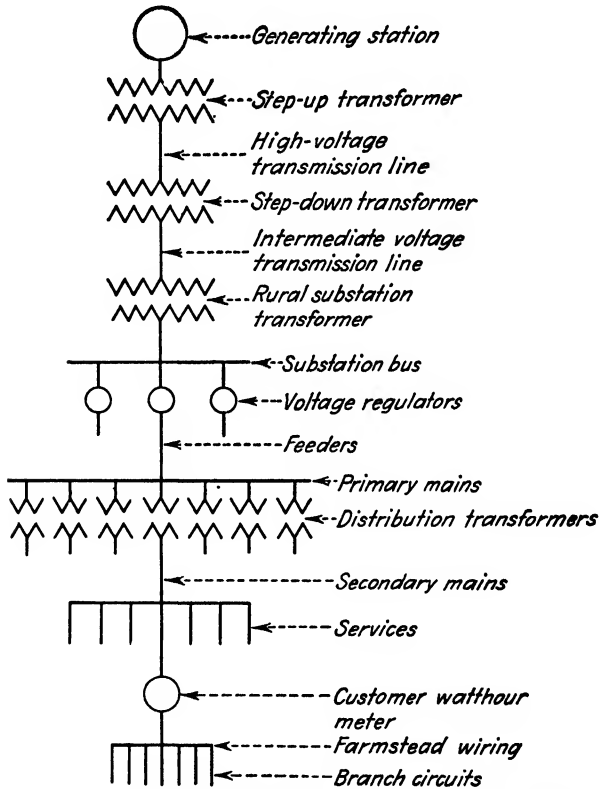 Generating station
Step-up transformer
High-voltage
transmission line
Step-down transformer
Intermediate voltage
transmission line
Rural substation
transformer
Substation bus
Voltage regulators
Feeders
Primary mains
Distribution transformers
Secondary mains
Services
Customer watthour
meter
Farmstead wiring
Branch circuits